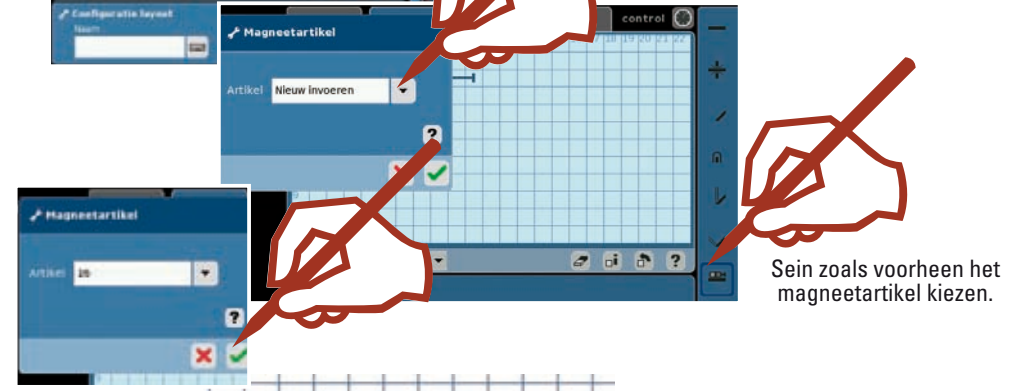 Configuratie layout
Naam
Magneetartikel
control
17 18 19 20 21 22
Artikel Nieuw invoeren
?
Magneetartikel
Artikel
?
i ?
Sein zoals voorheen het
magneetartikel kiezen.